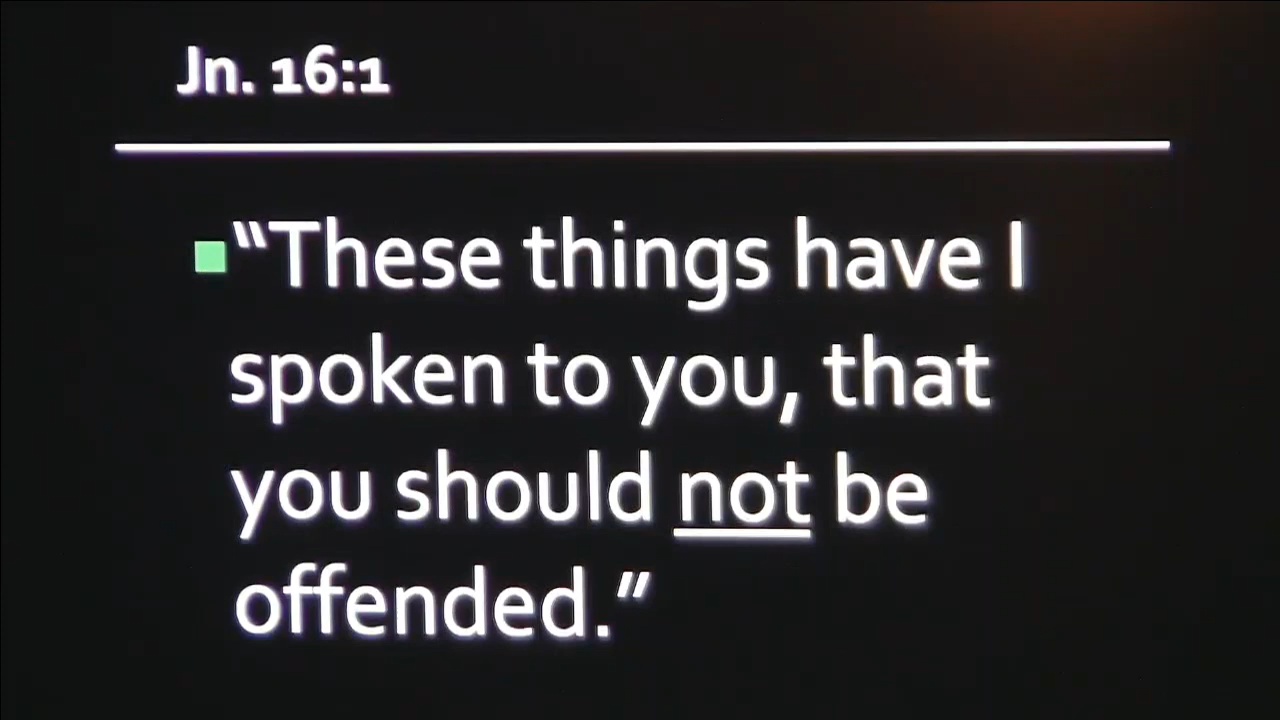 Jn. 16:1
“These things have I
spoken to you, that
you should not be
offended.”